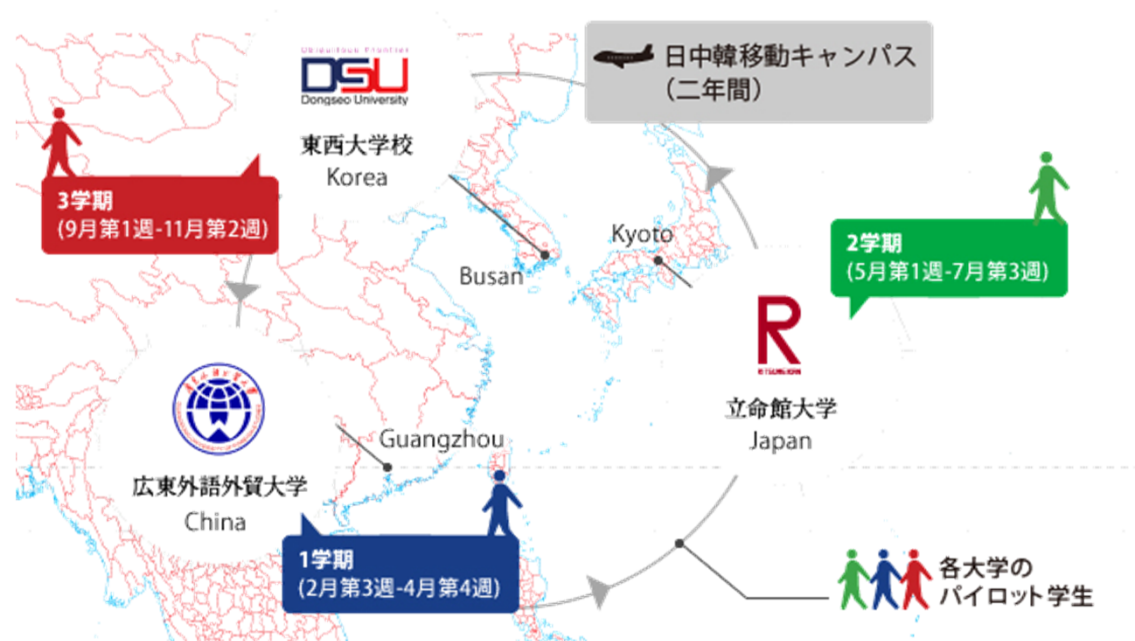 Ubiquitous Frontier
DSU
Dongseo University
東西大学校
Korea
日中韓移動キャンパス
(二年間)
3学期
(9月第1週-11月第2週)
Kyoto
Busan
2学期
(5月第1週-7月第3週)
R
RITSUMEIKAN
立命館大学
Japan
Guangzhou
広東外語外貿大学
China
1学期
(2月第3週-4月第4週)
各大学の
パイロット学生